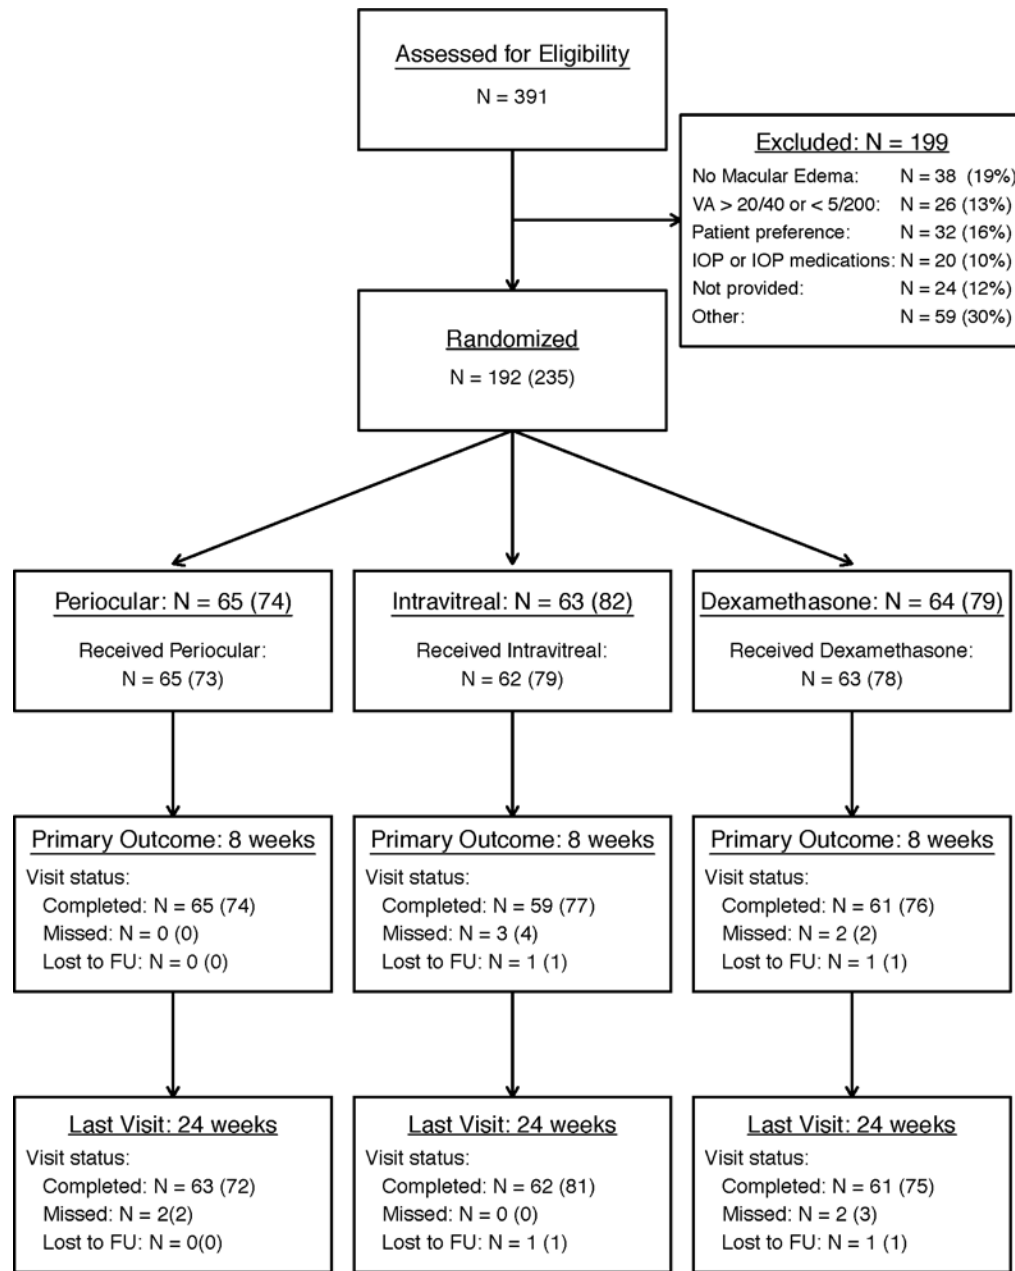 Assessed for Eligibility
N = 391
Excluded: N = 199
No Macular Edema: N = 38 (19%)
VA > 20/40 or < 5/200: N = 26 (13%)
Patient preference: N = 32 (16%)
IOP or IOP medications: N = 20 (10%)
Not provided: N = 24 (12%)
Other: N = 59 (30%)
Randomized
N = 192 (235)
Periocular: N = 65 (74)
Received Periocular:
N = 65 (73)
Intravitreal: N = 63 (82)
Received Intravitreal:
N = 62 (79)
Dexamethasone: N = 64 (79)
Received Dexamethasone:
N = 63 (78)
Primary Outcome: 8 weeks
Visit status:
Completed: N = 65 (74)
Missed: N = 0 (0)
Lost to FU: N = 0 (0)
Primary Outcome: 8 weeks
Visit status:
Completed: N = 59 (77)
Missed: N = 3 (4)
Lost to FU: N = 1 (1)
Primary Outcome: 8 weeks
Visit status:
Completed: N = 61 (76)
Missed: N = 2 (2)
Lost to FU: N = 1 (1)
Last Visit: 24 weeks
Visit status:
Completed: N = 63 (72)
Missed: N = 2(2)
Lost to FU: N = 0(0)
Last Visit: 24 weeks
Visit status:
Completed: N = 62 (81)
Missed: N = 0 (0)
Lost to FU: N = 1 (1)
Last Visit: 24 weeks
Visit status:
Completed: N = 61 (75)
Missed: N = 2 (3)
Lost to FU: N = 1 (1)